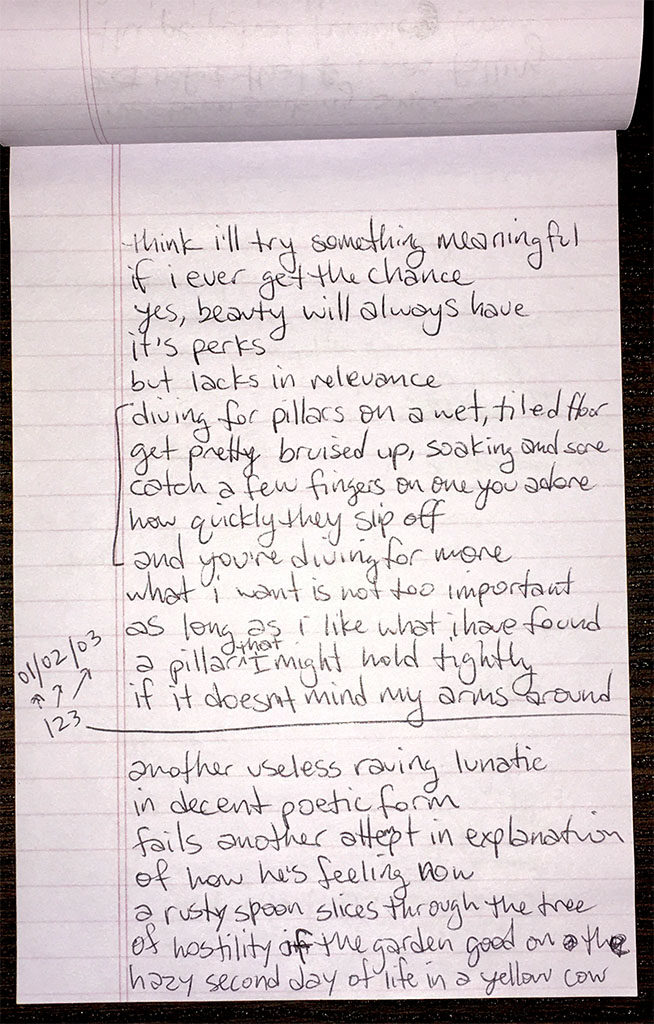 think i'll try something meaningful
if i ever get the chance
yes, beauty will always have
it's perks
but lacks in relevance
diving for pillars on a wet, tiled floor
get pretty bruised up, soaking and sore
catch a few fingers on one you adore
how quickly they slip off
and you're diving for more
what i want is not too important
as long as i like what i have found
a pillar that I might hold tightly
if it doesn't mind my arms around
01/02/03
123
another useless raving lunatic
in decent poetic form
fails another attept in explanation
of how he's feeling now
a rusty spoon slices through the tree
of hostility if the garden good on the
hazy second day of life in a yellow cow